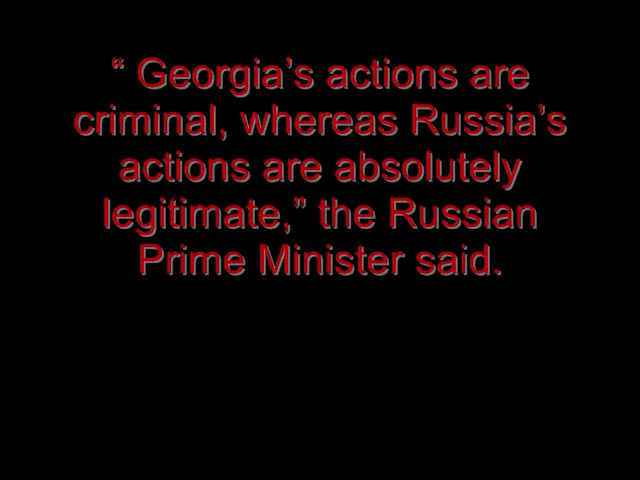 “ Georgia’s actions are
criminal, whereas Russia’s
actions are absolutely
legitimate,” the Russian
Prime Minister said.